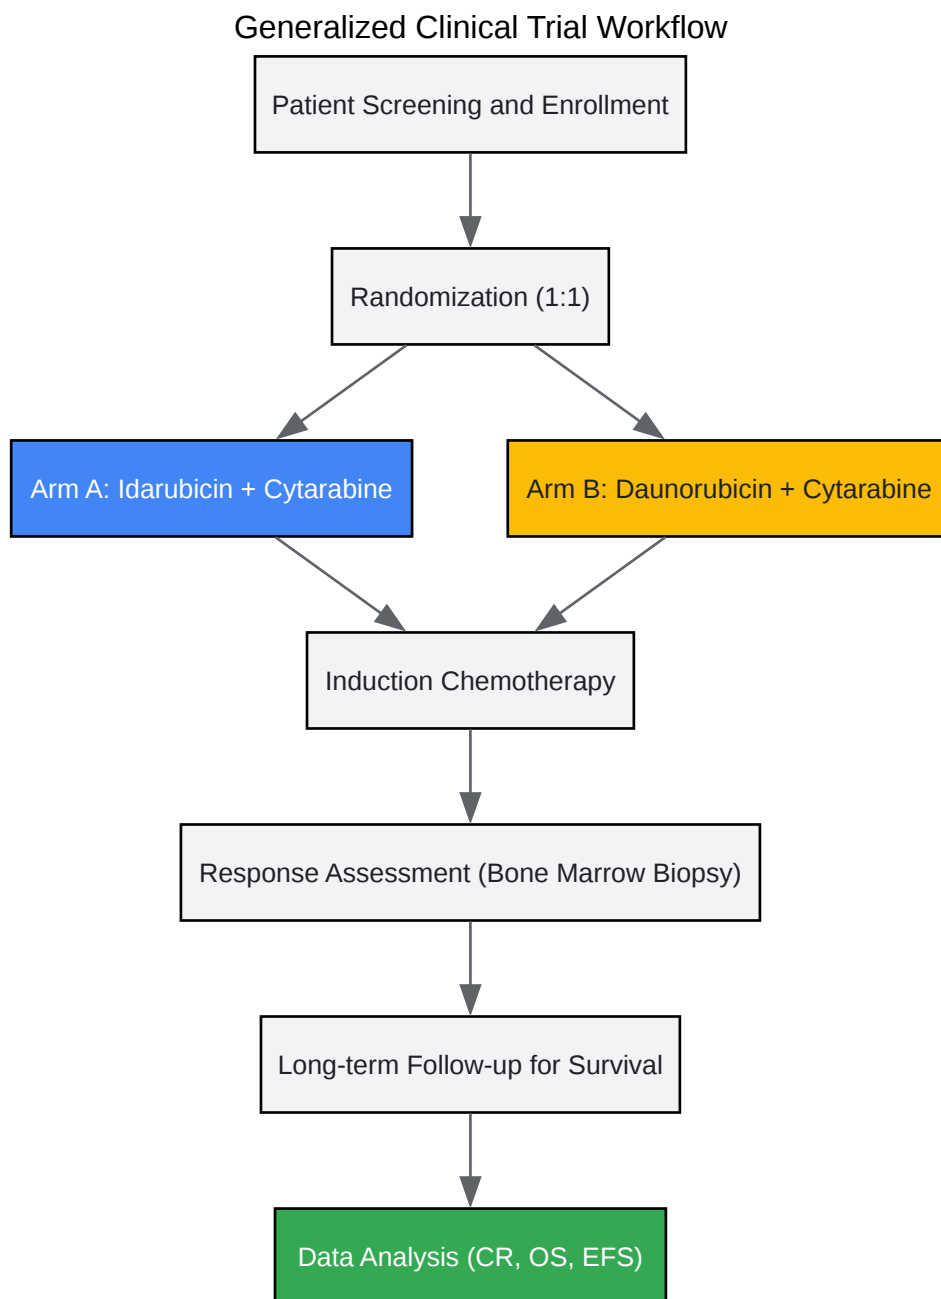 Generalized Clinical Trial Workflow
Patient Screening and Enrollment
Randomization (1:1)
Arm A: Idarubicin + Cytarabine
Arm B: Daunorubicin + Cytarabine
Induction Chemotherapy
Response Assessment (Bone Marrow Biopsy)
Long-term Follow-up for Survival
Data Analysis (CR, OS, EFS)